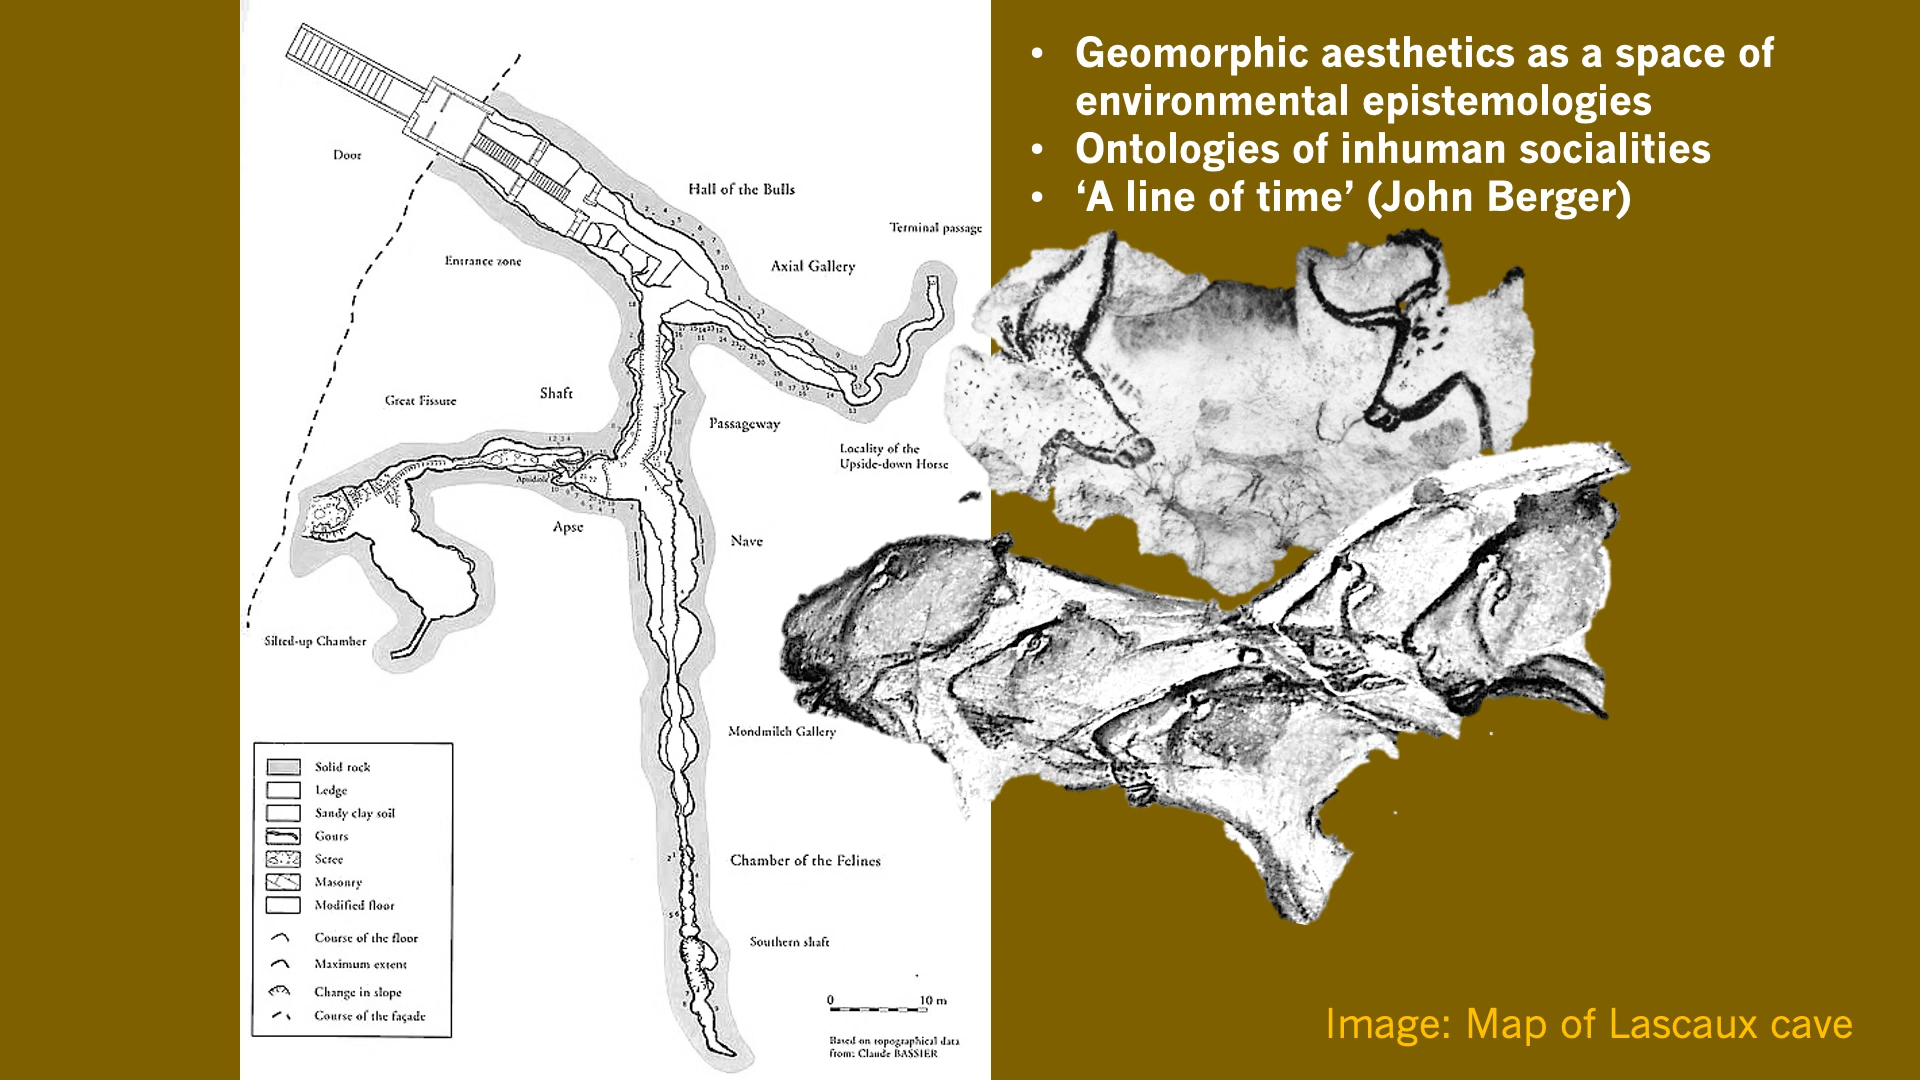 • Geomorphic aesthetics as a space of
environmental epistemologies
• Ontologies of inhuman socialities
• ‘A line of time’ (John Berger)
Door
Hall of the Bulls
Terminal passage
Entrance zone
Axial Gallery
Great Fissure
Shaft
Passageway
Locality of the
Upside-down Horse
Apsidiole
Apse
Nave
Silted-up Chamber
Mondmilch Gallery
Chamber of the Felines
Southern shaft
Solid rock
Ledge
Sandy clay soil
Gours
Scree
Masonry
Modified floor
Course of the floor
Maximum extent
Change in slope
Course of the façade
0 10 m
Based on topographical data
from: Claude BASSIER
Image: Map of Lascaux cave